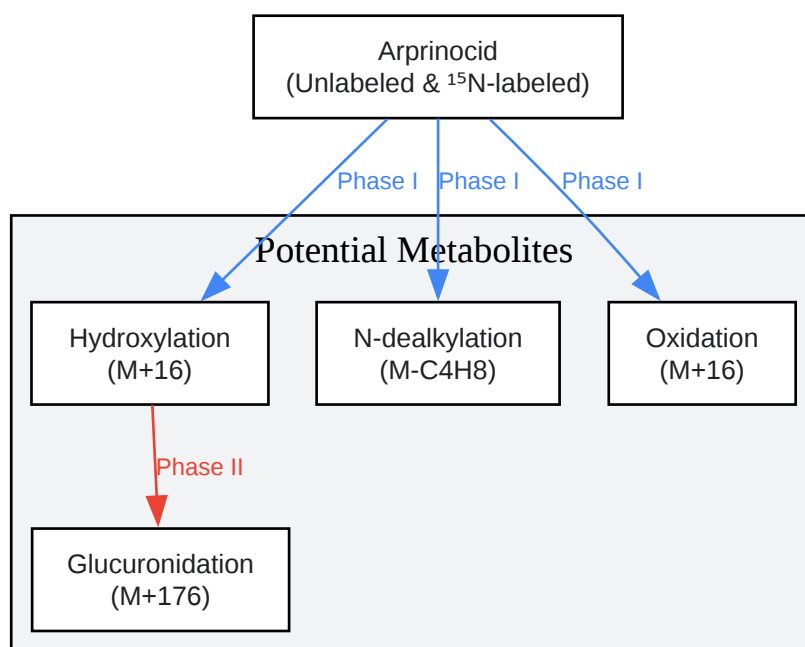 Arprinocid
(Unlabeled & ¹⁵N-labeled)
Phase I
Phase I
Phase I
Potential Metabolites
Hydroxylation
(M+16)
N-dealkylation
(M-C4H8)
Oxidation
(M+16)
Phase II
Glucuronidation
(M+176)